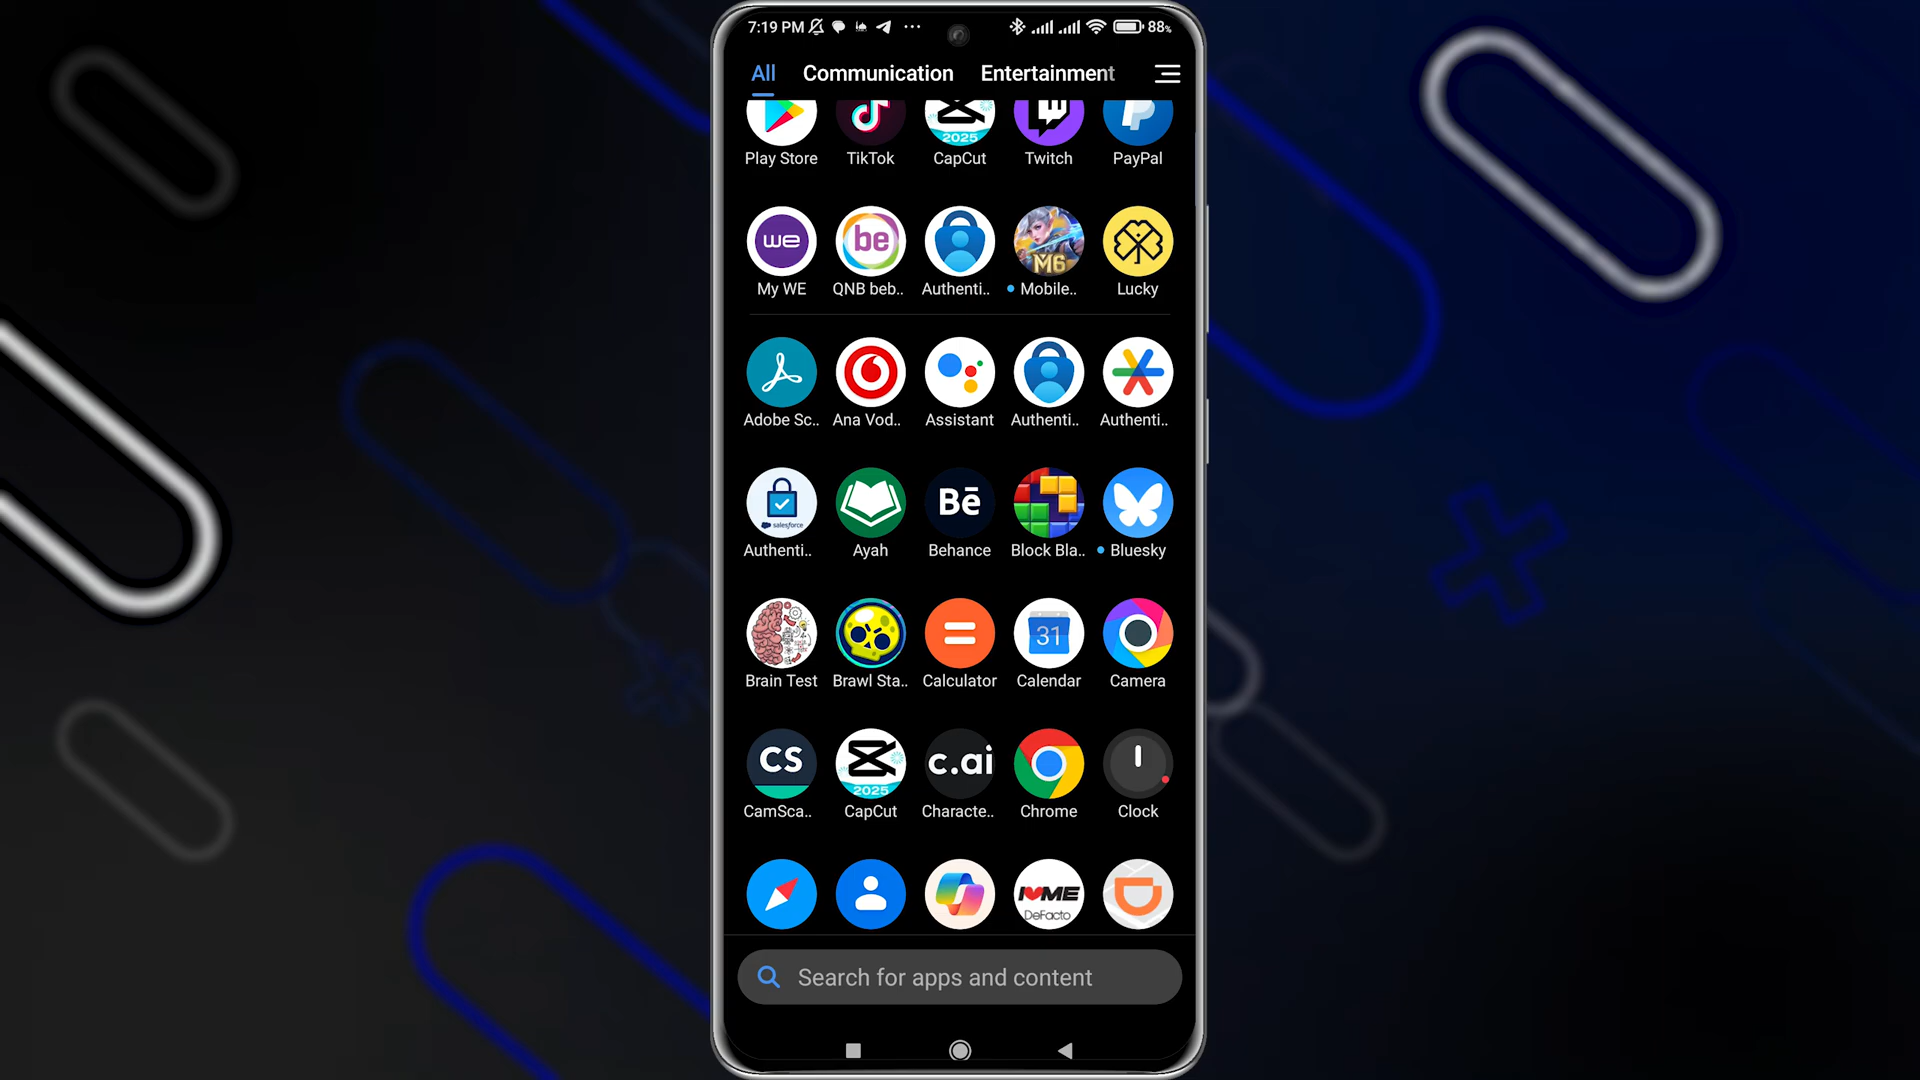 7:19 PM 88%
All Communication Entertainment
2025
Play Store TikTok CapCut Twitch PayPal
we be M6
My WE QNB beb.. Authenti.. Mobile.. Lucky
Adobe Sc.. Ana Vod.. Assistant Authenti.. Authenti..
salesforce Bē
Authenti.. Ayah Behance Block Bla.. Bluesky
31
Brain Test Brawl Sta.. Calculator Calendar Camera
CS 2025 c.ai
CamSca.. CapCut Characte.. Chrome Clock
I ME
DeFacto
Search for apps and content